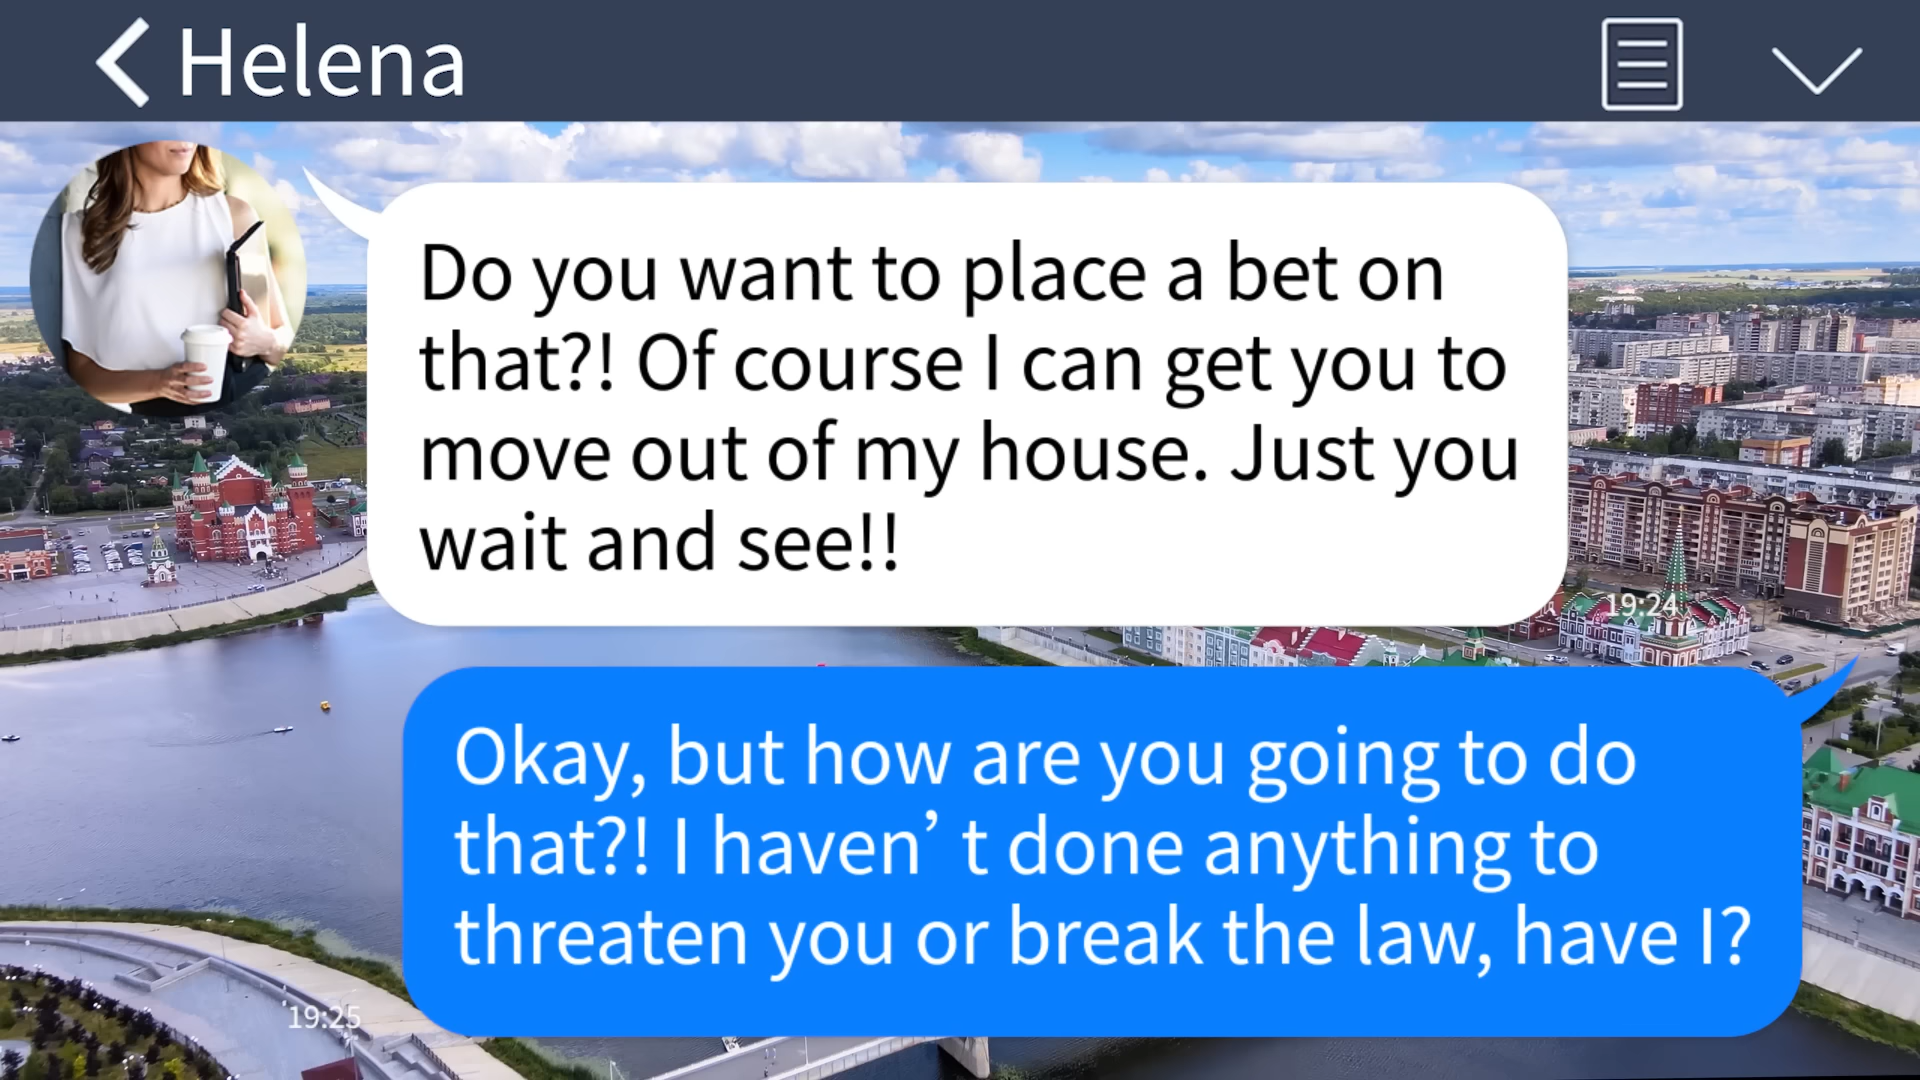 Helena
Do you want to place a bet on
that?! Of course I can get you to
move out of my house. Just you
wait and see!!
19:24
Okay, but how are you going to do
that?! I haven’ t done anything to
threaten you or break the law, have I?
19:25